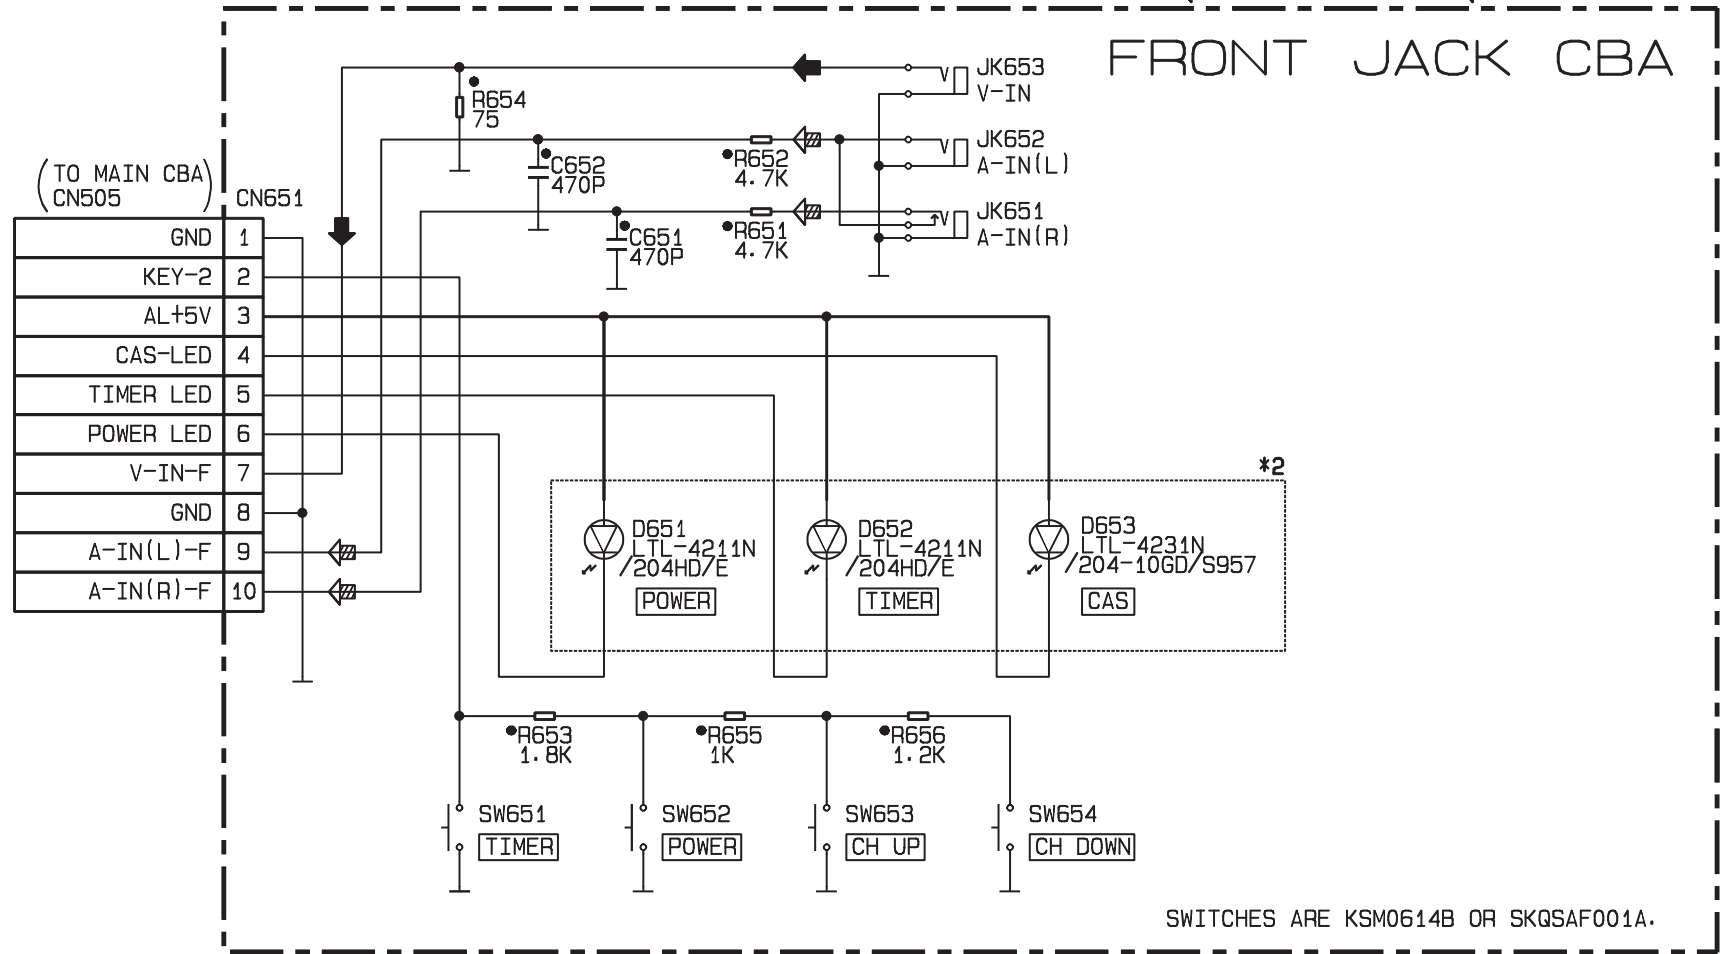 FRONT JACK CBA
JK653
V-IN
R654
75
JK652
A-IN(L)
C652
470P
R652
4.7K
JK651
A-IN(R)
C651
470P
R651
4.7K
(TO MAIN CBA)
CN505
CN651
GND 1
KEY-2 2
AL+5V 3
CAS-LED 4
TIMER LED 5
POWER LED 6
V-IN-F 7
GND 8
A-IN(L)-F 9
A-IN(R)-F 10
*2
D651
LTL-4211N
/204HD/E
POWER
D652
LTL-4211N
/204HD/E
TIMER
D653
LTL-4231N
/204-10GD/S957
CAS
R653
1.8K
R655
1K
R656
1.2K
SW651
TIMER
SW652
POWER
SW653
CH UP
SW654
CH DOWN
SWITCHES ARE KSM0614B OR SKQSAF001A.